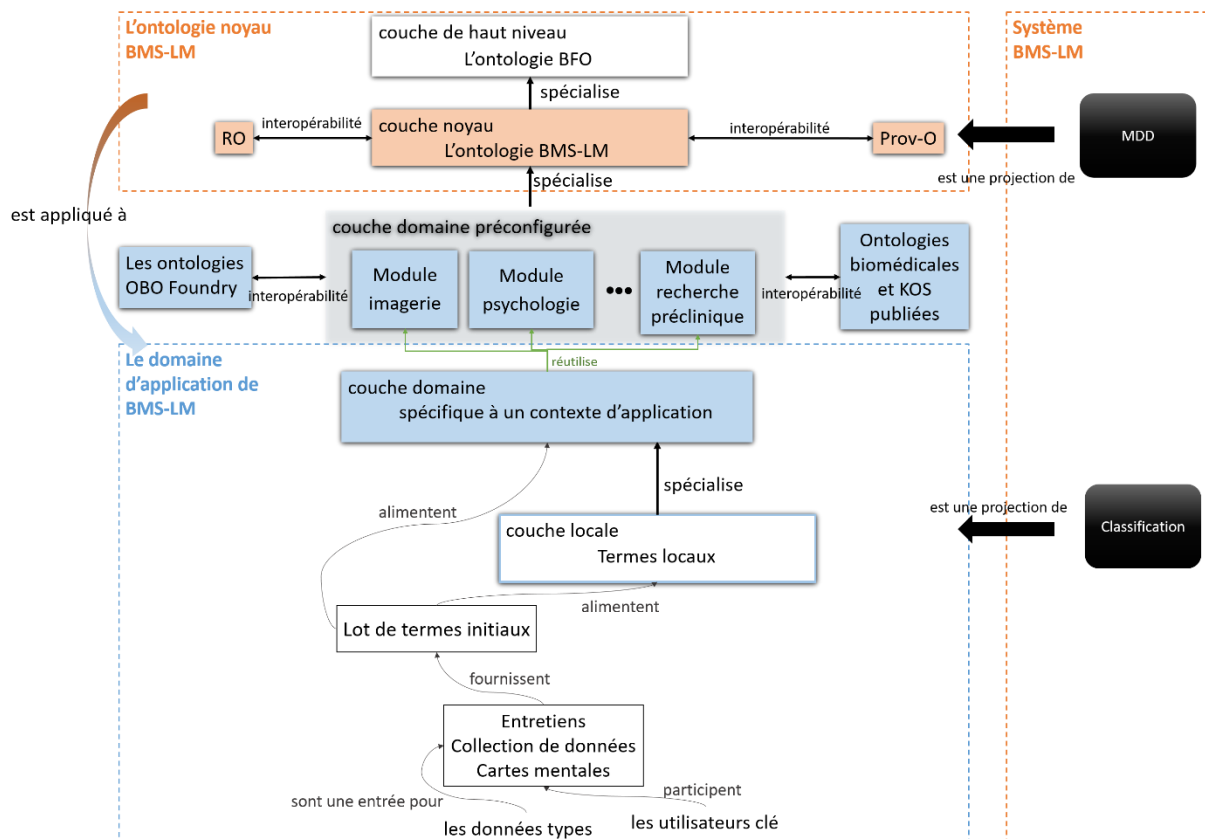 L'ontologie noyau
BMS-LM
couche de haut niveau
L'ontologie BFO
Système
BMS-LM
spécialise
RO
interopérabilité
couche noyau
L'ontologie BMS-LM
interopérabilité
Prov-O
MDD
est une projection de
spécialise
est appliqué à
couche domaine préconfigurée
Les ontologies
OBO Foundry
interopérabilité
Module
imagerie
Module
psychologie
•••
Module
recherche
préclinique
interopérabilité
Ontologies
biomédicales
et KOS
publiées
réutilise
Le domaine
d'application de
BMS-LM
couche domaine
spécifique à un contexte d'application
spécialise
alimentent
est une projection de
Classification
couche locale
Termes locaux
alimentent
Lot de termes initiaux
fournissent
Entretiens
Collection de données
Cartes mentales
sont une entrée pour
participent
les données types
les utilisateurs clé